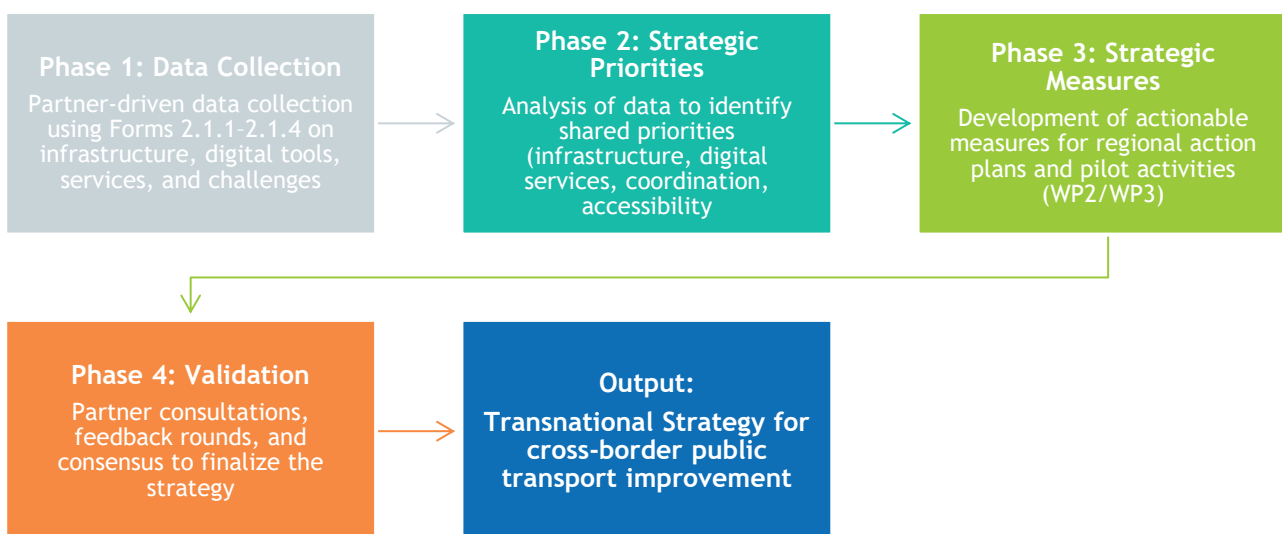 Phase 1: Data Collection
Partner-driven data collection
using Forms 2.1.1–2.1.4 on
infrastructure, digital tools,
services, and challenges
Phase 2: Strategic
Priorities
Analysis of data to identify
shared priorities
(infrastructure, digital
services, coordination,
accessibility
Phase 3: Strategic
Measures
Development of actionable
measures for regional action
plans and pilot activities
(WP2/WP3)
Phase 4: Validation
Partner consultations,
feedback rounds, and
consensus to finalize the
strategy
Output:
Transnational Strategy for
cross-border public
transport improvement